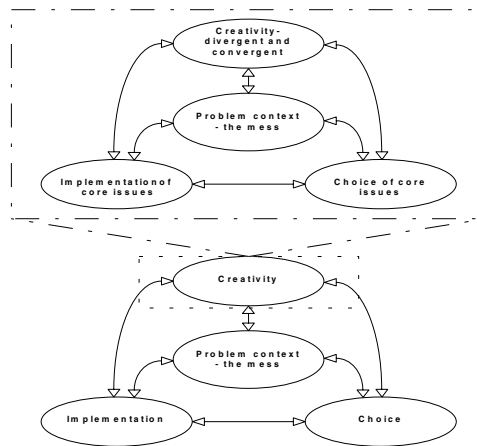 Creativity-
divergent and
convergent
Problem context
- the mess
Implementation of
core issues
Choice of core
issues
Creativity
Problem context
- the mess
Implementation
Choice